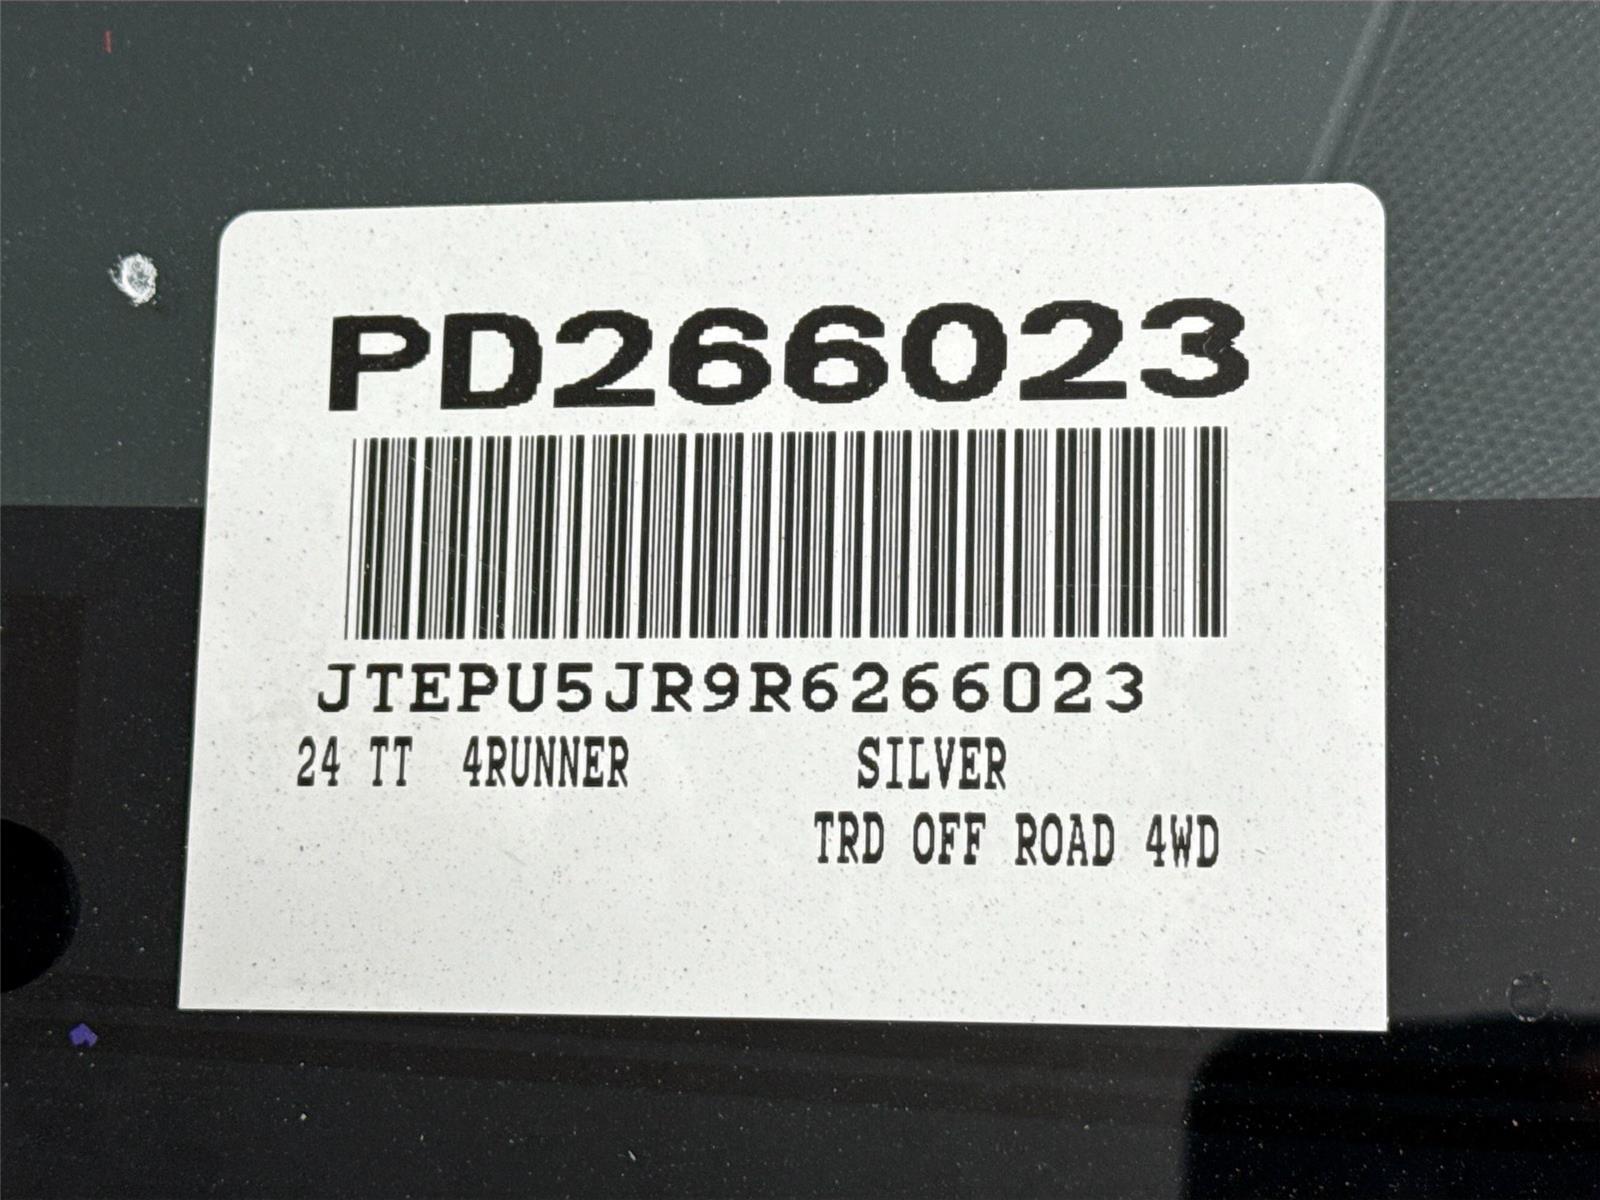 PD266023
JTEPU5JR9R6266023
24 TT 4RUNNER SILVER
TRD OFF ROAD 4WD